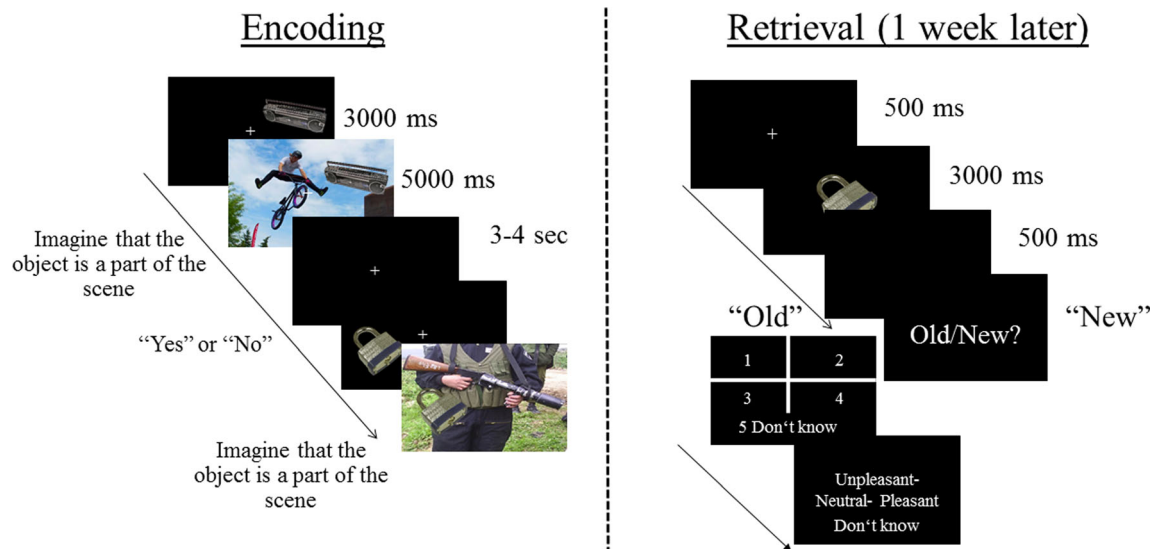 Encoding
3000 ms
5000 ms
3-4 sec
Imagine that the
object is a part of the
scene
“Yes” or “No”
Imagine that the
object is a part of the
scene
Retrieval (1 week later)
500 ms
3000 ms
500 ms
Old/New?
“Old”
“New”
1
2
3
4
5 Don‘t know
Unpleasant-
Neutral- Pleasant
Don‘t know